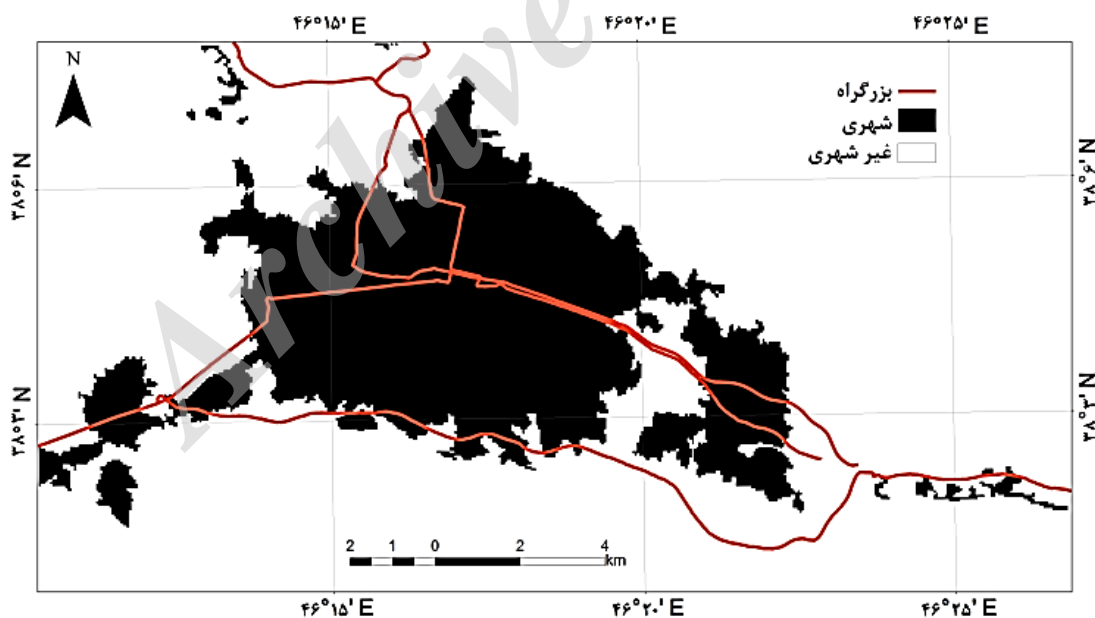 ۴۶°۱۵' E ۴۶°۲۰' E ۴۶°۲۵' E
N
بزرگراه
شهری
غیر شهری
۳۸°۶' N ۳۸°۶' N
۳۸°۳' N ۳۸°۳' N
2 1 0 2 4
km
۴۶°۱۵' E ۴۶°۲۰' E ۴۶°۲۵' E
Archive